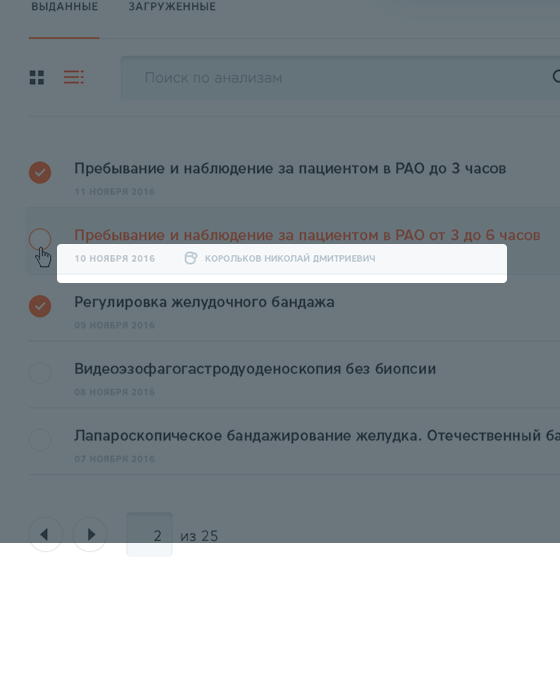 ВЫДАННЫЕ ЗАГРУЖЕННЫЕ
Поиск по анализам
Пребывание и наблюдение за пациентом в РАО до 3 часов
11 НОЯБРЯ 2016
Пребывание и наблюдение за пациентом в РАО от 3 до 6 часов
10 НОЯБРЯ 2016 КОРОЛЬКОВ НИКОЛАЙ ДМИТРИЕВИЧ
Регулировка желудочного бандажа
09 НОЯБРЯ 2016
Видеоэзофагогастродуоденоскопия без биопсии
08 НОЯБРЯ 2016
Лапароскопическое бандажирование желудка. Отечественный ба
07 НОЯБРЯ 2016
2 из 25